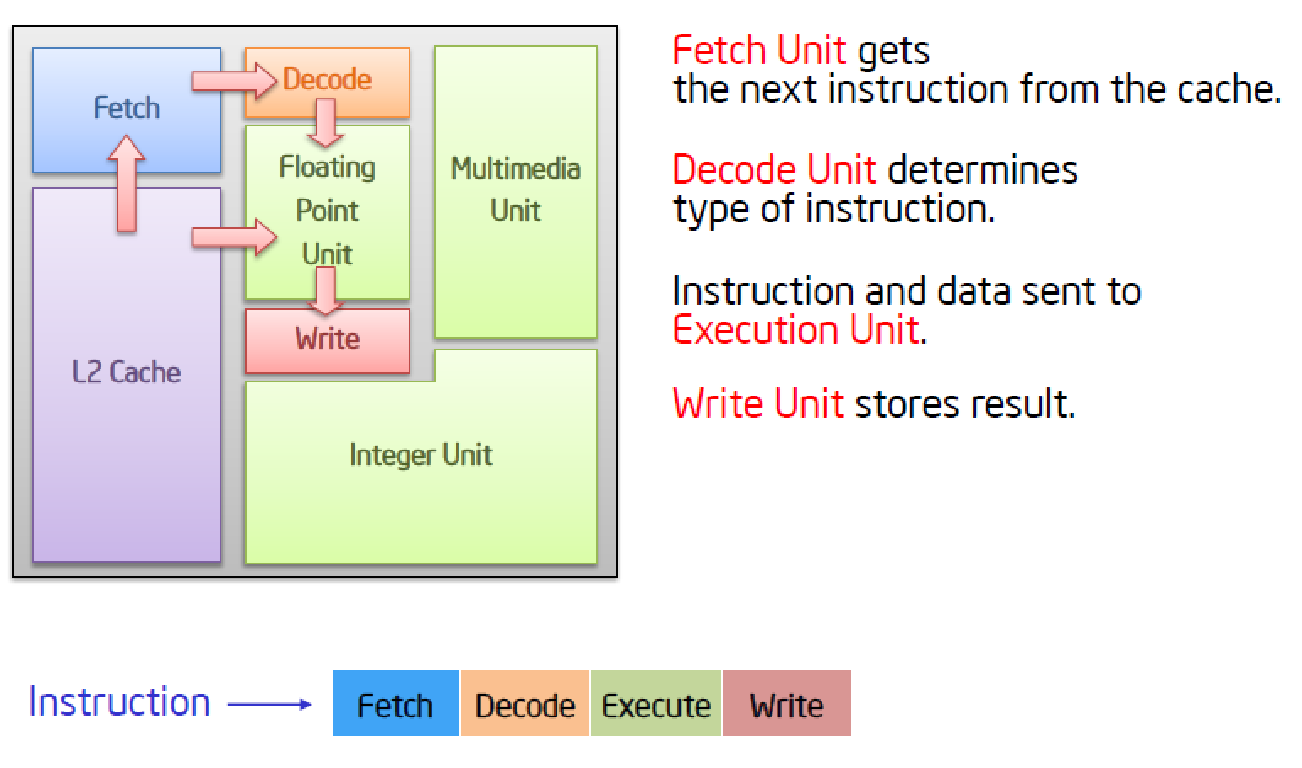 Fetch
Decode
Floating
Point
Unit
Multimedia
Unit
Write
L2 Cache
Integer Unit
Fetch Unit gets
the next instruction from the cache.
Decode Unit determines
type of instruction.
Instruction and data sent to
Execution Unit.
Write Unit stores result.
Instruction
Fetch
Decode
Execute
Write